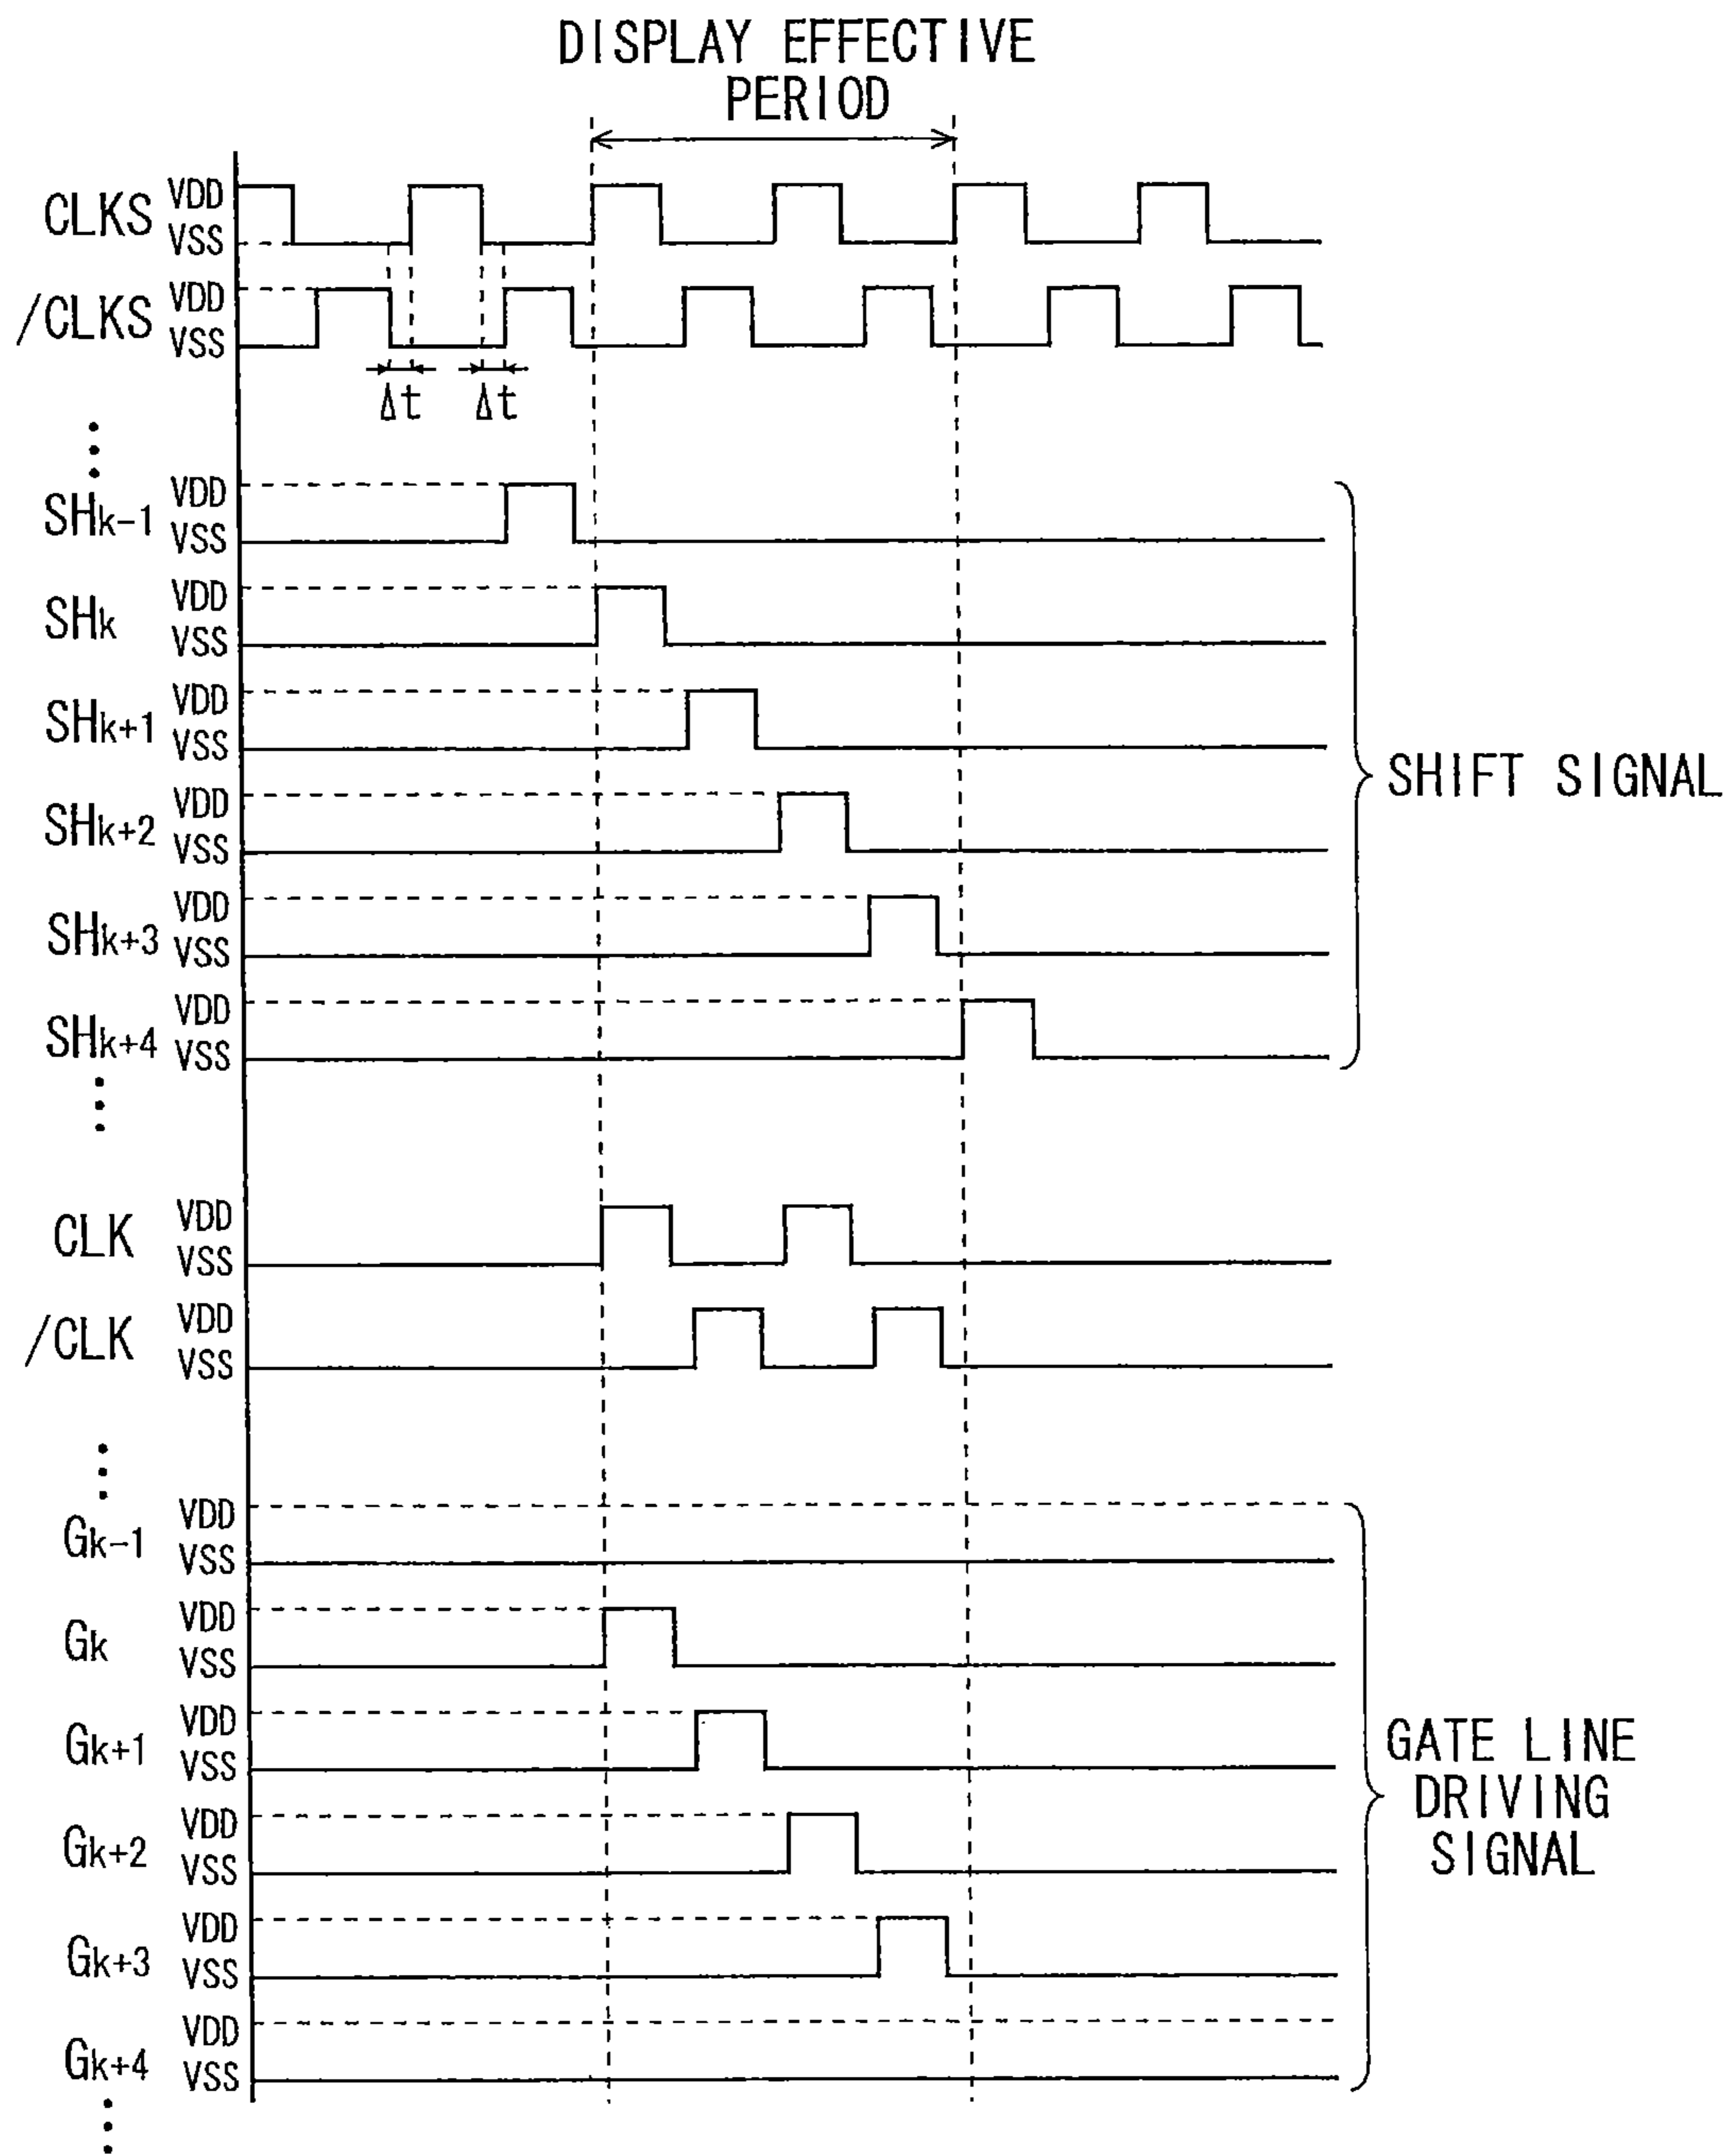 DISPLAY EFFECTIVE
PERIOD
CLKS VDD
VSS
/CLKS VDD
VSS
Δt Δt
SHk-1 VDD
VSS
SHk VDD
VSS
SHk+1 VDD
VSS
SHk+2 VDD
VSS
SHk+3 VDD
VSS
SHk+4 VDD
VSS
SHIFT SIGNAL
CLK VDD
VSS
/CLK VDD
VSS
Gk-1 VDD
VSS
Gk VDD
VSS
Gk+1 VDD
VSS
Gk+2 VDD
VSS
Gk+3 VDD
VSS
Gk+4 VDD
VSS
GATE LINE
DRIVING
SIGNAL